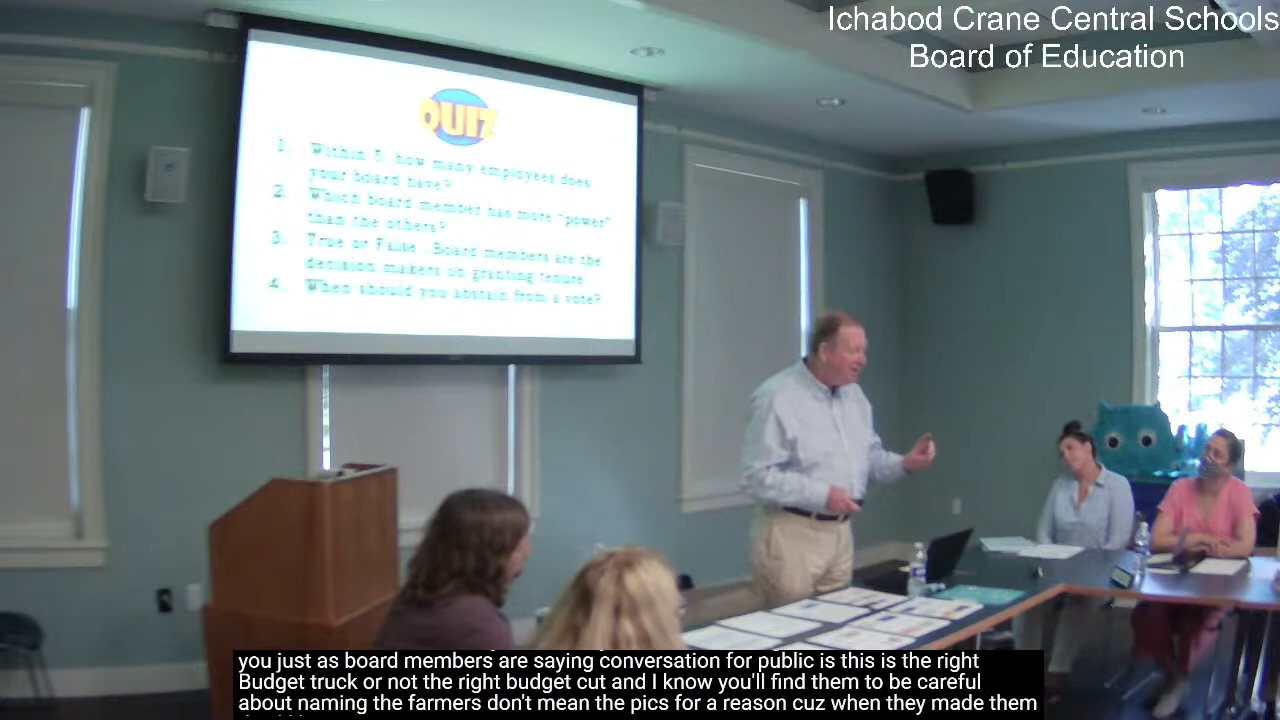 Ichabod Crane Central Schools
Board of Education
QUIZ
1. Within 5, how many employees does
your board have?
2. Which board member has more "power"
than the others?
3. True or False. Board members are the
decision makers on granting tenure
4. When should you abstain from a vote?
you just as board members are saying conversation for public is this is the right
Budget truck or not the right budget cut and I know you'll find them to be careful
about naming the farmers don't mean the pics for a reason cuz when they made them